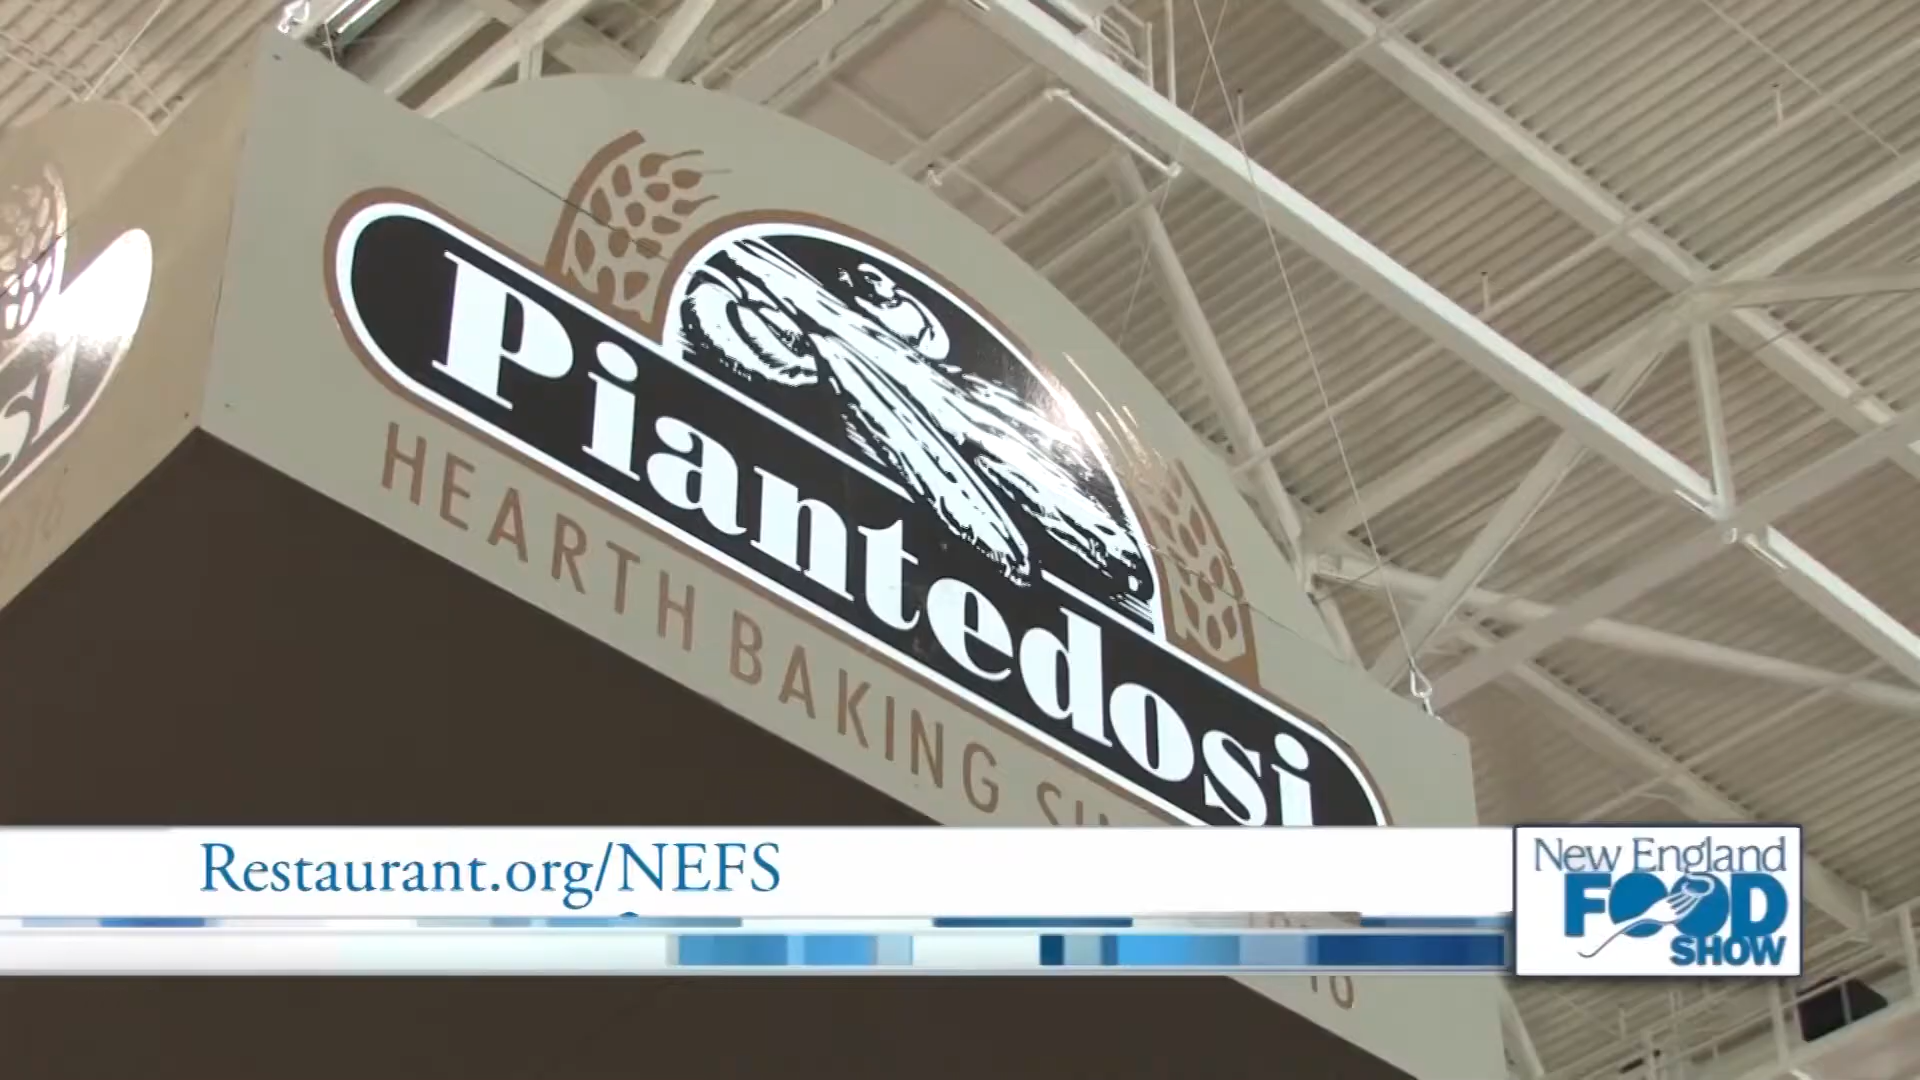 Piantedosi
HEARTH BAKING
Restaurant.org/NEFS
New England
FOOD
SHOW